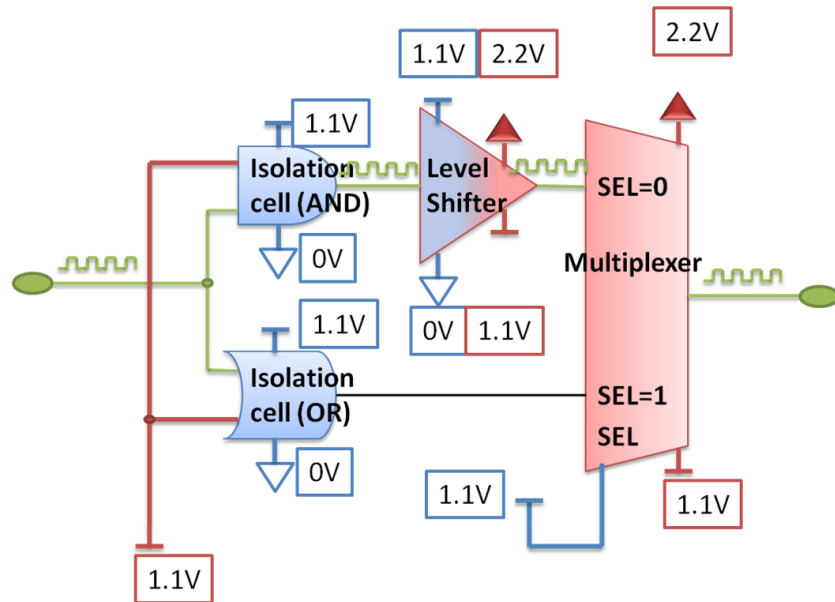 2.2V
1.1V 2.2V
1.1V
Isolation
cell (AND)
Level
Shifter
SEL=0
0V
Multiplexer
1.1V
0V 1.1V
Isolation
cell (OR)
SEL=1
SEL
0V
1.1V
1.1V
1.1V